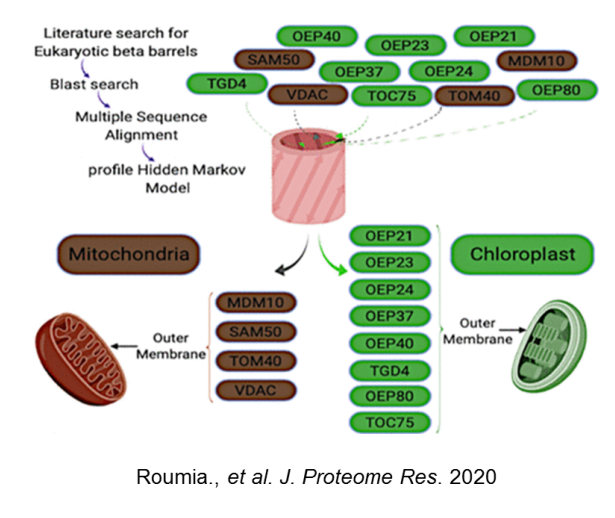 Literature search for
Eukaryotic beta barrels
Blast search
Multiple Sequence
Alignment
profile Hidden Markov
Model
OEP40
OEP23
OEP21
SAM50
MDM10
OEP37
OEP24
TGD4
VDAC
TOC75
TOM40
OEP80
Mitochondria
Chloroplast
MDM10
SAM50
TOM40
VDAC
Outer
Membrane
OEP21
OEP23
OEP24
OEP37
OEP40
TGD4
OEP80
TOC75
Outer
Membrane
Roumia., et al. J. Proteome Res. 2020